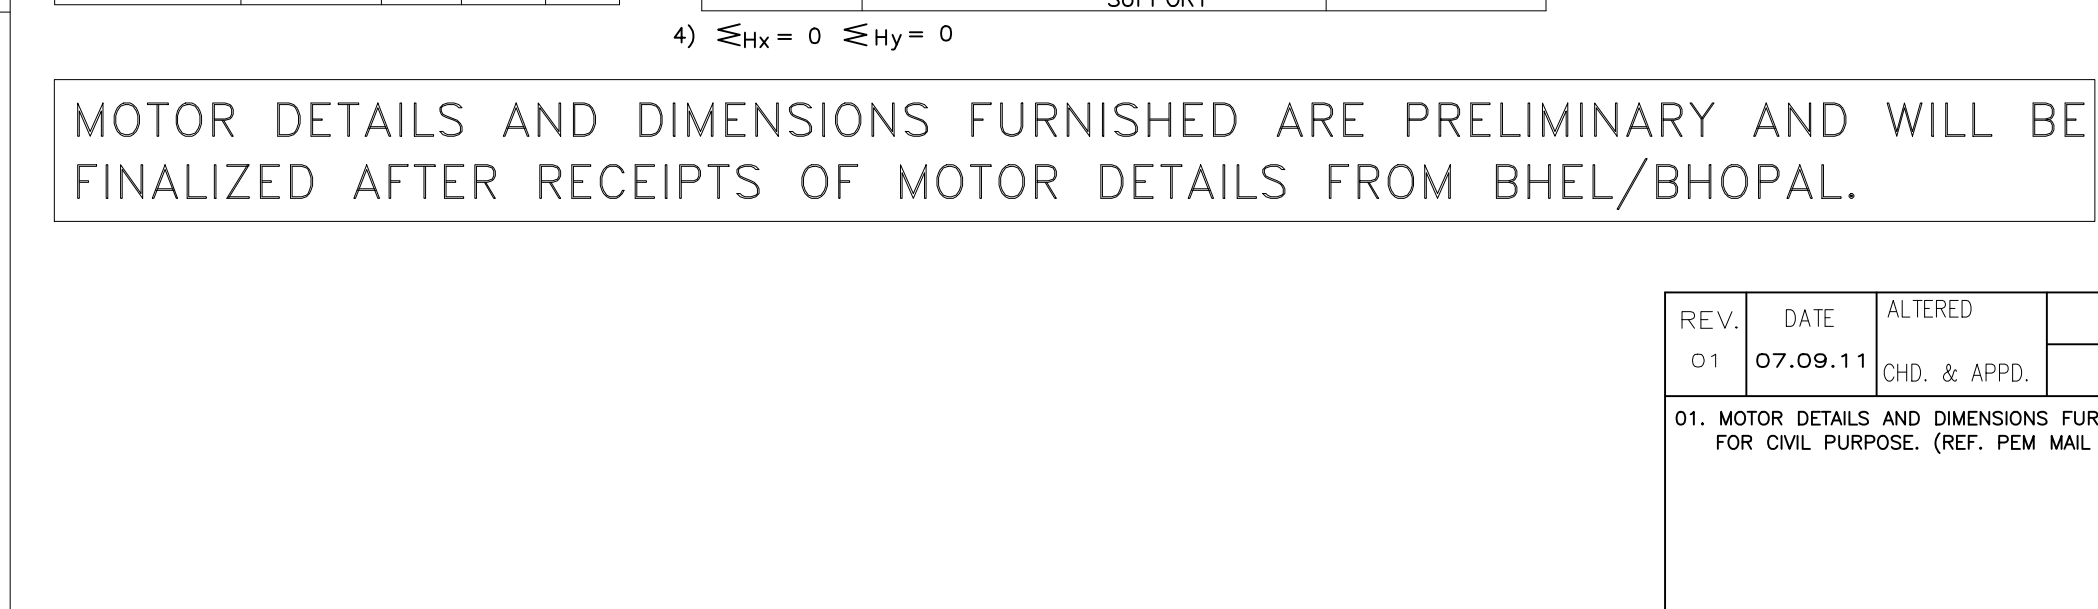 SUPPORT
4) ≶Hx = 0 ≶Hy = 0
MOTOR DETAILS AND DIMENSIONS FURNISHED ARE PRELIMINARY AND WILL BE
FINALIZED AFTER RECEIPTS OF MOTOR DETAILS FROM BHEL/BHOPAL.
REV. DATE ALTERED
01 07.09.11 CHD. & APPD.
01. MOTOR DETAILS AND DIMENSIONS FUR
FOR CIVIL PURPOSE. (REF. PEM MAIL